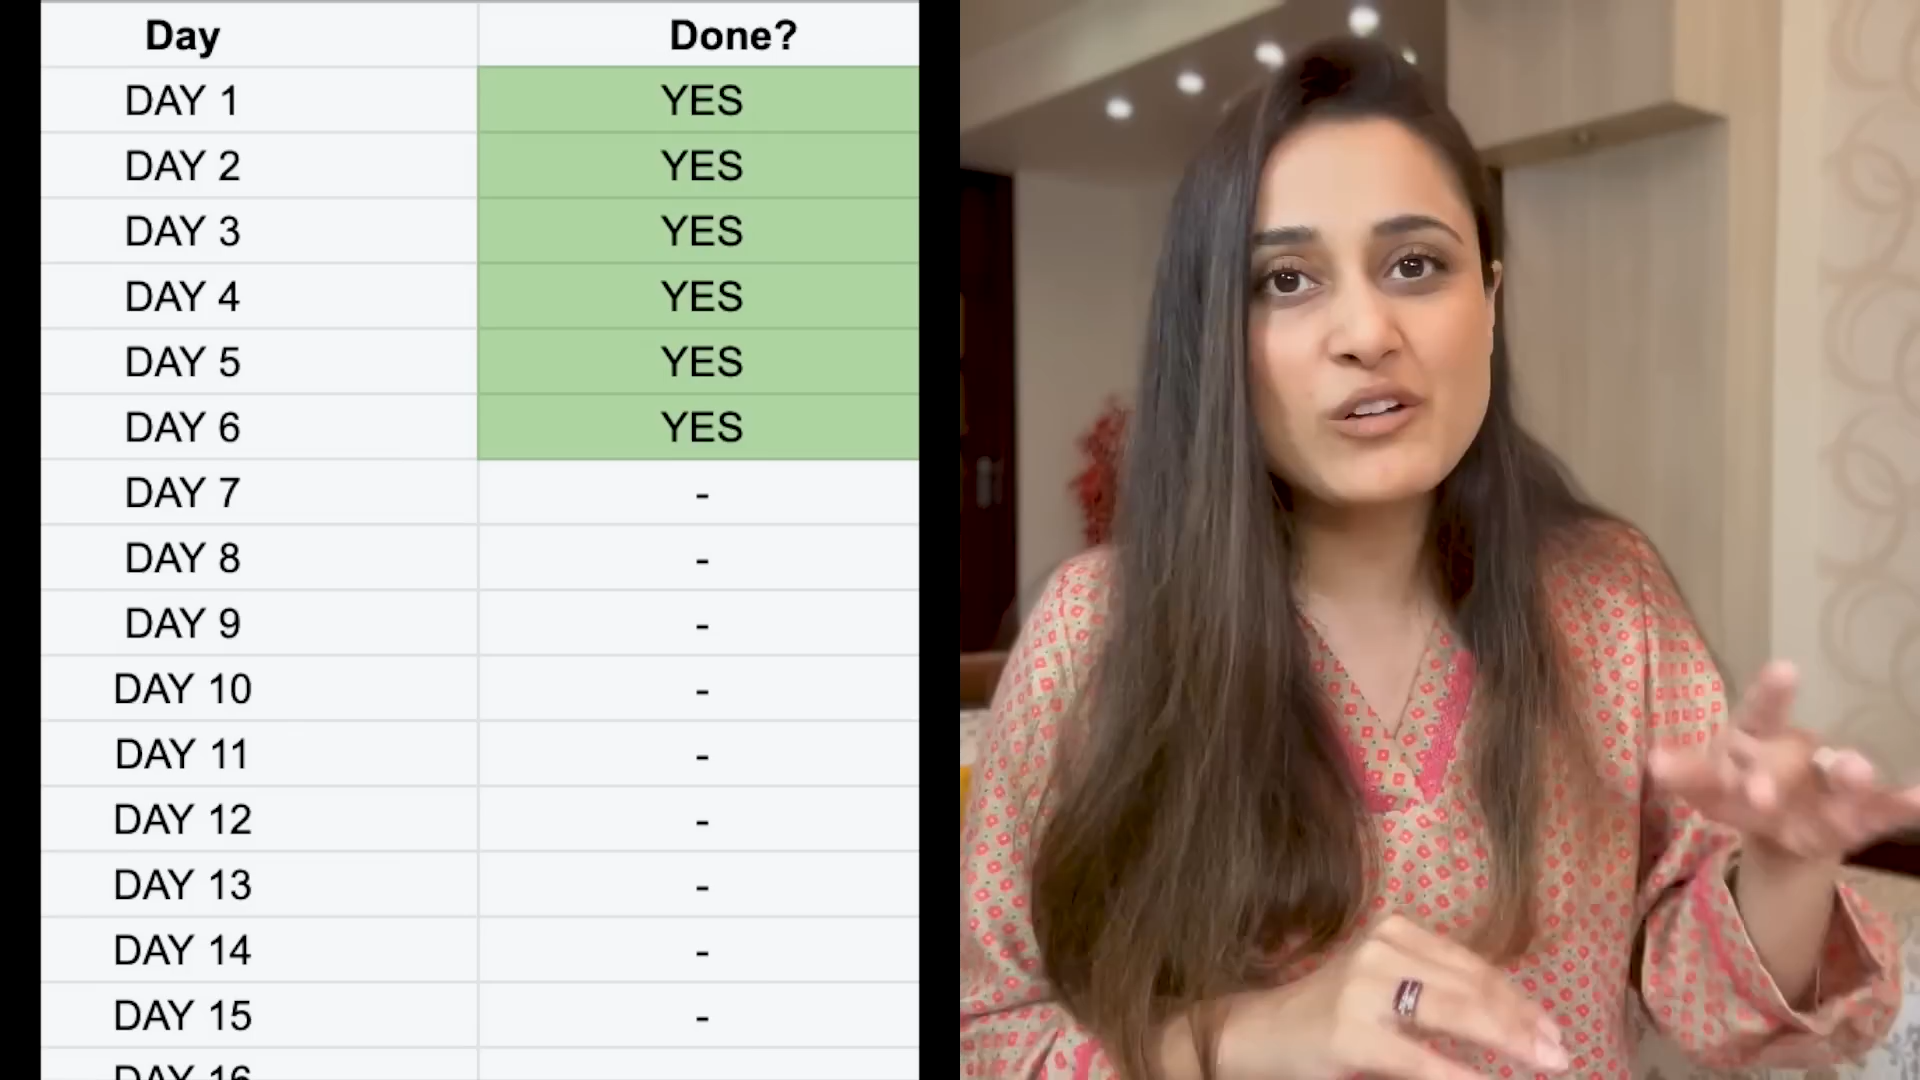 Day Done?
DAY 1 YES
DAY 2 YES
DAY 3 YES
DAY 4 YES
DAY 5 YES
DAY 6 YES
DAY 7 -
DAY 8 -
DAY 9 -
DAY 10 -
DAY 11 -
DAY 12 -
DAY 13 -
DAY 14 -
DAY 15 -
DAY 16